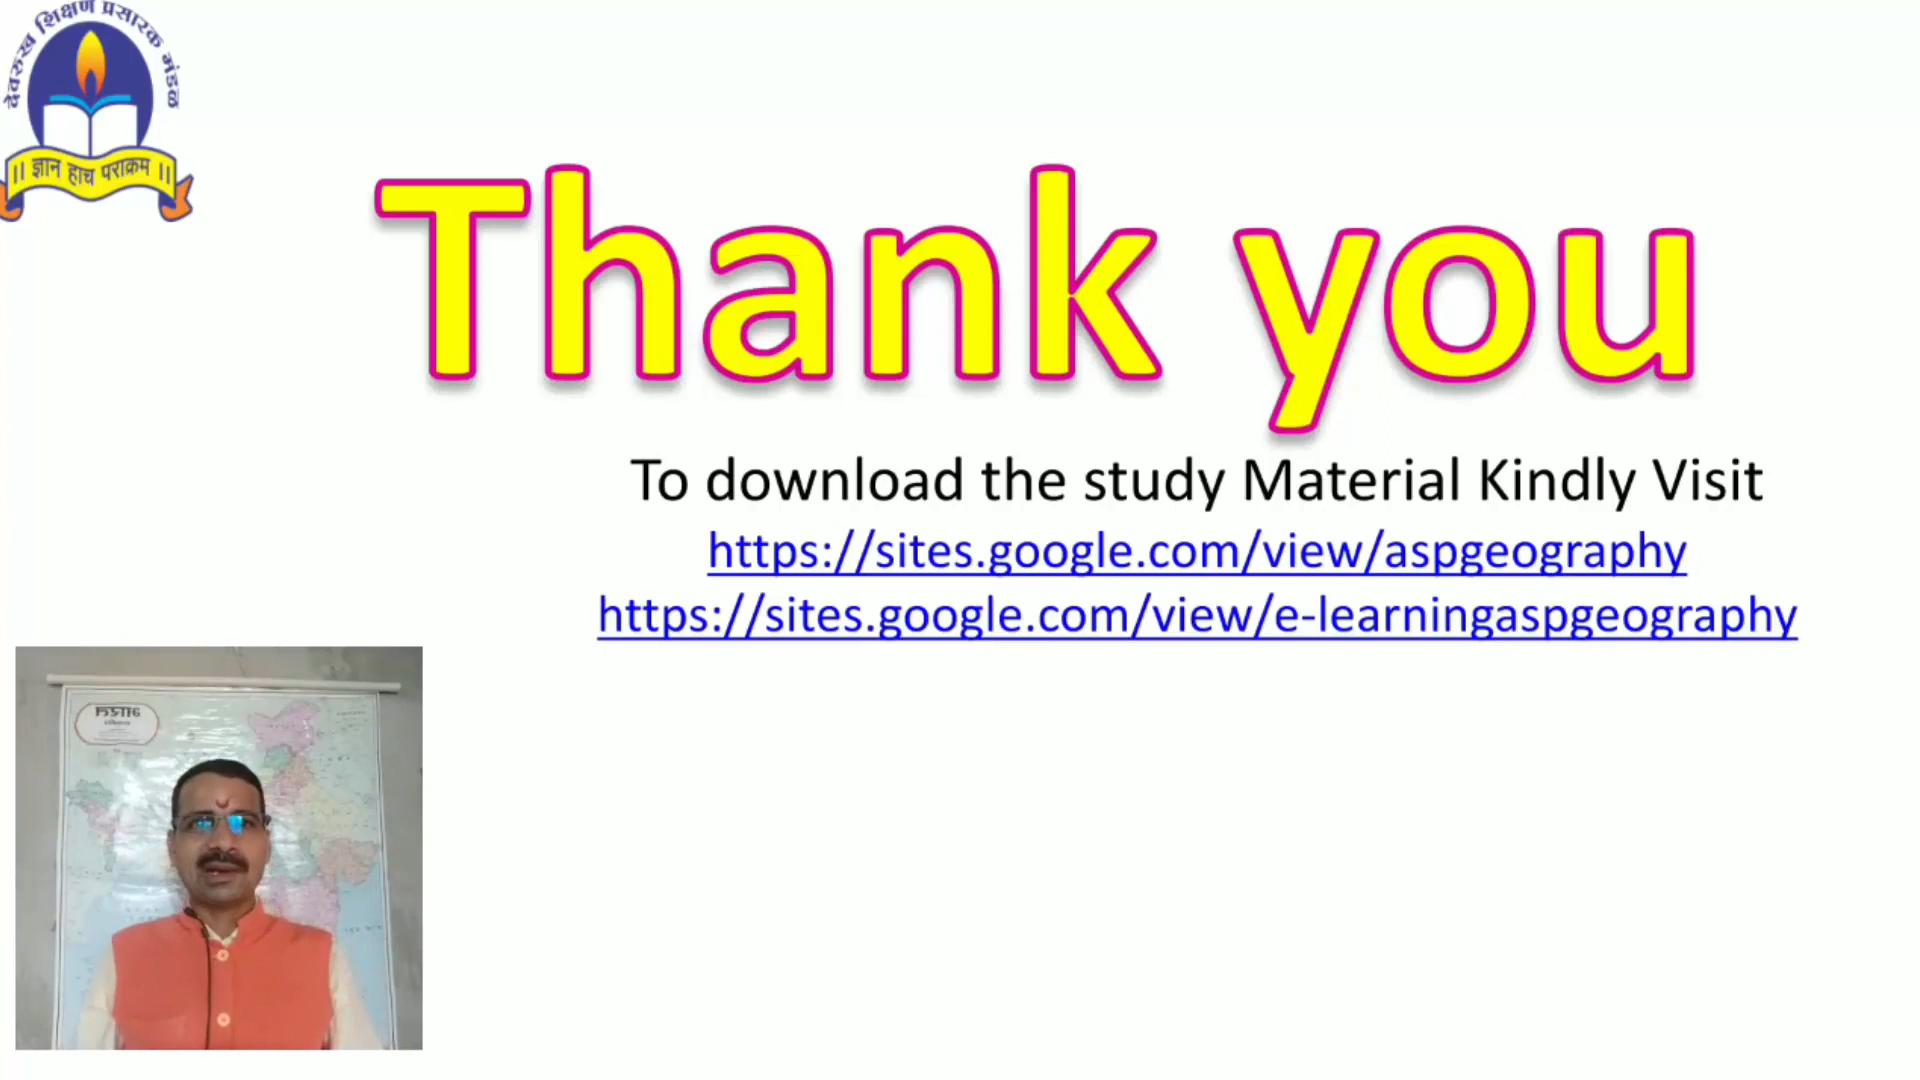 देवरुख शिक्षण प्रसारक मंडळ
|| ज्ञान हाच पराक्रम ||
Thank you
To download the study Material Kindly Visit
https://sites.google.com/view/aspgeography
https://sites.google.com/view/e-learningaspgeography